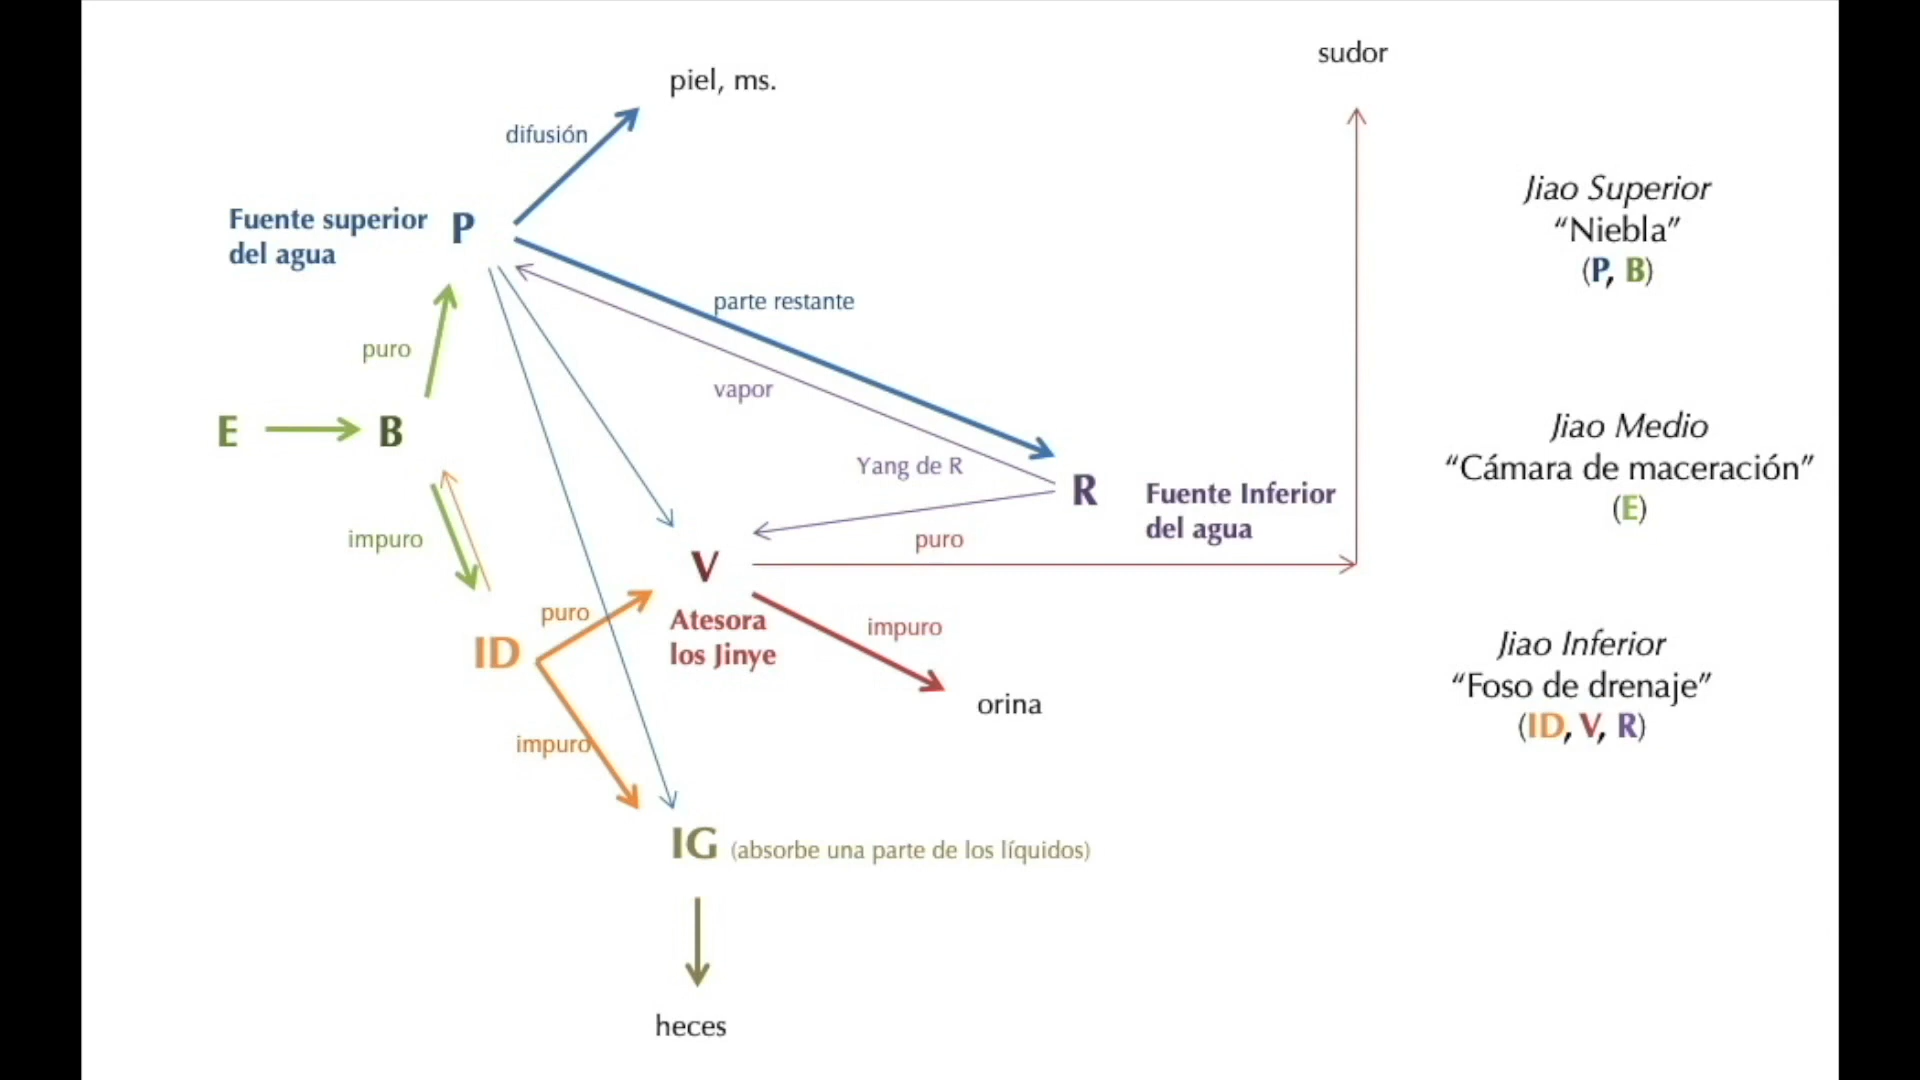 sudor
piel, ms.
difusión
Fuente superior
del agua
P
parte restante
puro
vapor
E
B
Yang de R
R
Fuente Inferior
del agua
impuro
puro
V
puro
Atesora
los Jinye
impuro
ID
orina
impuro
IG (absorbe una parte de los líquidos)
heces
Jiao Superior
“Niebla”
(P, B)
Jiao Medio
“Cámara de maceración”
(E)
Jiao Inferior
“Foso de drenaje”
(ID, V, R)